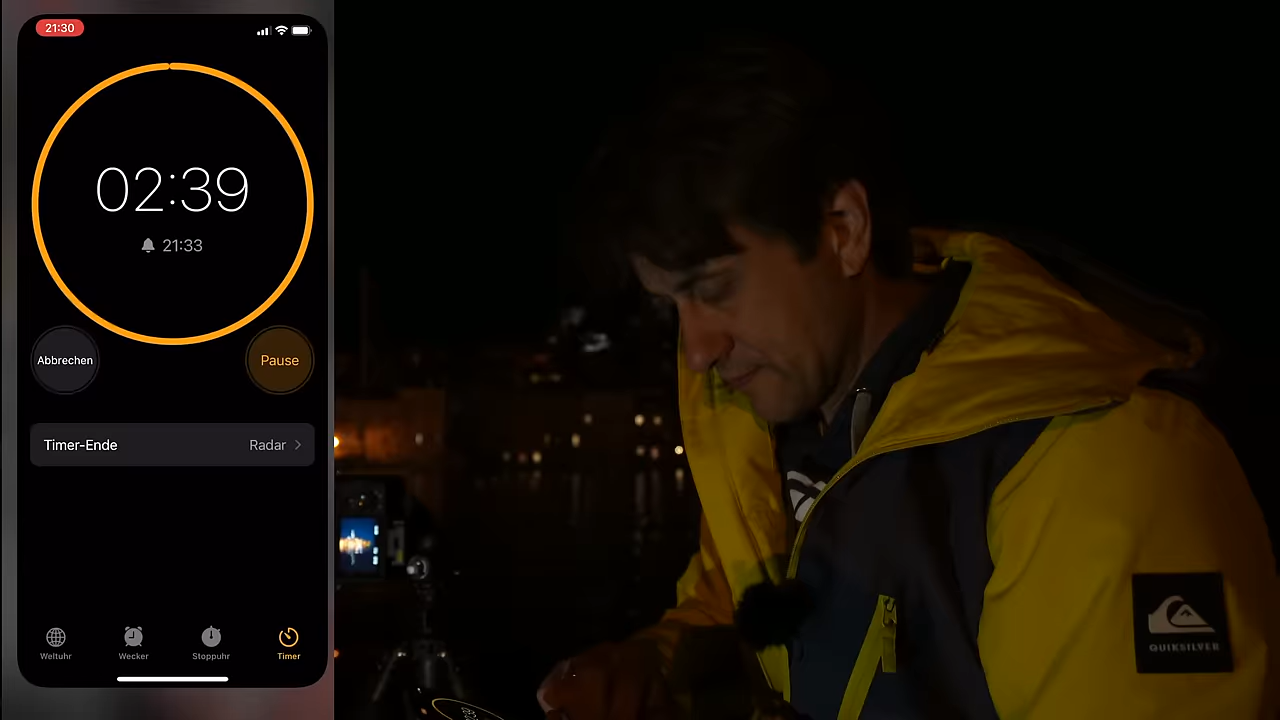 21:30
02:39
21:33
Abbrechen
Pause
Timer-Ende
Radar
Weltuhr
Wecker
Stoppuhr
Timer
QUIKSILVER